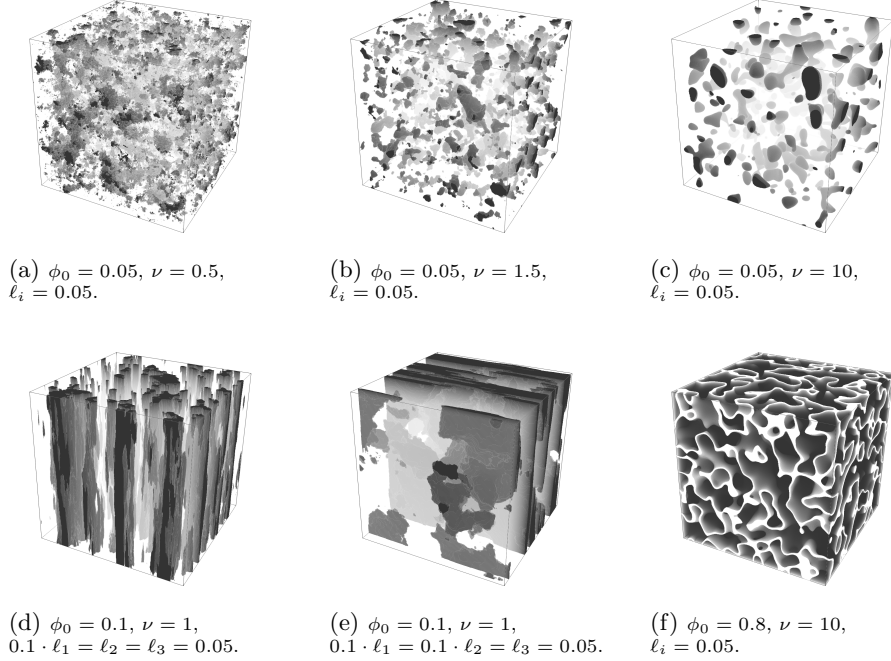 (a) ϕ₀ = 0.05, ν = 0.5,
ℓᵢ = 0.05.
(b) ϕ₀ = 0.05, ν = 1.5,
ℓᵢ = 0.05.
(c) ϕ₀ = 0.05, ν = 10,
ℓᵢ = 0.05.
(d) ϕ₀ = 0.1, ν = 1,
0.1 · ℓ₁ = ℓ₂ = ℓ₃ = 0.05.
(e) ϕ₀ = 0.1, ν = 1,
0.1 · ℓ₁ = 0.1 · ℓ₂ = ℓ₃ = 0.05.
(f) ϕ₀ = 0.8, ν = 10,
ℓᵢ = 0.05.